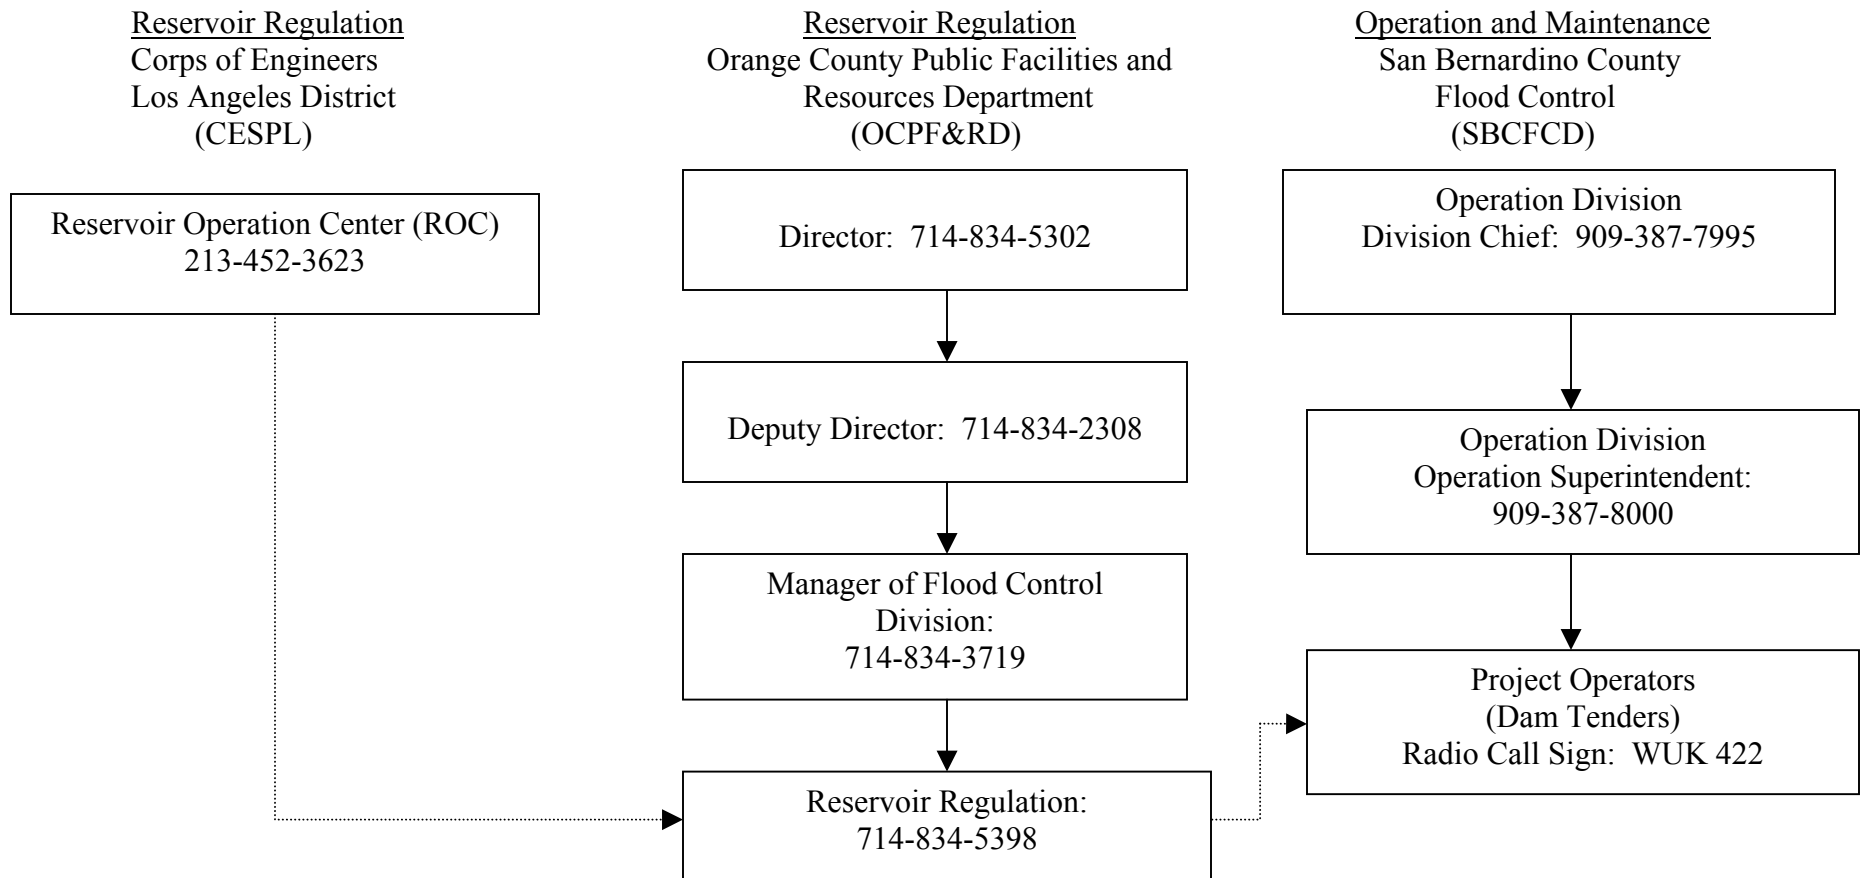 Reservoir Regulation
Corps of Engineers
Los Angeles District
(CESPL)
Reservoir Operation Center (ROC)
213-452-3623
Reservoir Regulation
Orange County Public Facilities and
Resources Department
(OCPF&RD)
Director:  714-834-5302
Deputy Director:  714-834-2308
Manager of Flood Control
Division:
714-834-3719
Reservoir Regulation:
714-834-5398
Operation and Maintenance
San Bernardino County
Flood Control
(SBCFCD)
Operation Division
Division Chief:  909-387-7995
Operation Division
Operation Superintendent:
909-387-8000
Project Operators
(Dam Tenders)
Radio Call Sign:  WUK 422